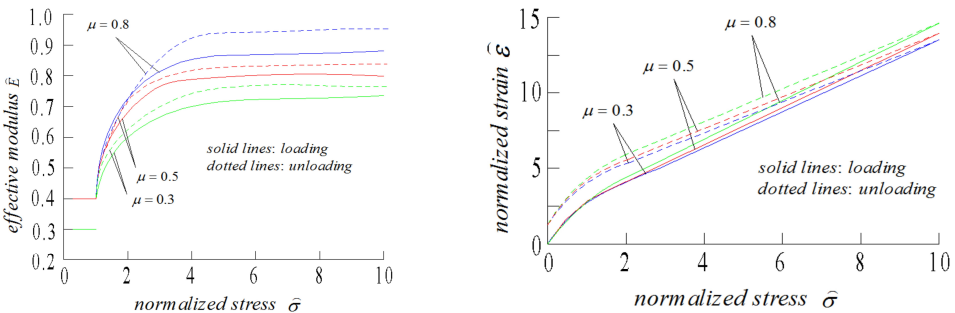 1.0
0.9
0.8
0.7
0.6
0.5
0.4
0.3
0.2
effective modulus Ê
μ = 0.8
solid lines: loading
dotted lines: unloading
μ = 0.5
μ = 0.3
0 2 4 6 8 10
normalized stress σ̂
15
10
5
0
normalized strain ε̂
μ = 0.8
μ = 0.5
μ = 0.3
solid lines: loading
dotted lines: unloading
0 2 4 6 8 10
normalized stress σ̂